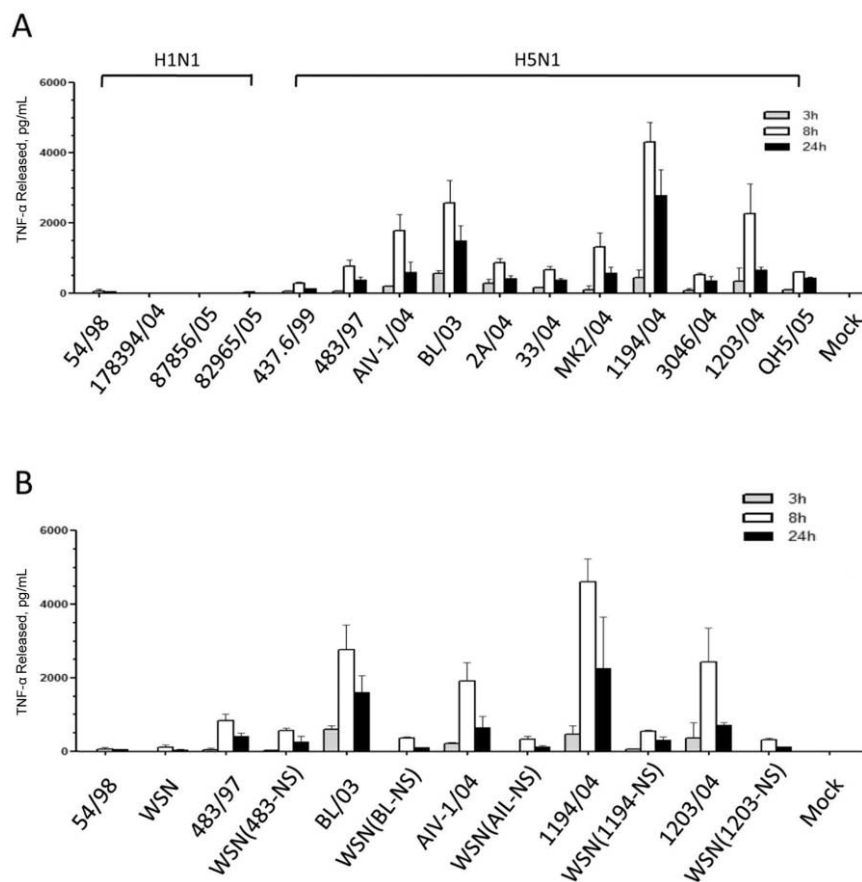 A
H1N1
H5N1
3h
8h
24h
TNF-α Released, pg/mL
6000
4000
2000
0
54/98
178394/04
87856/05
82965/05
437.6/99
483/97
AIV-1/04
BL/03
2A/04
33/04
MK2/04
1194/04
3046/04
1203/04
QH5/05
Mock
B
3h
8h
24h
TNF-α Released, pg/mL
6000
4000
2000
0
54/98
WSN
483/97
WSN(483-NS)
BL/03
WSN(BL-NS)
AIV-1/04
WSN(AIL-NS)
1194/04
WSN(1194-NS)
1203/04
WSN(1203-NS)
Mock